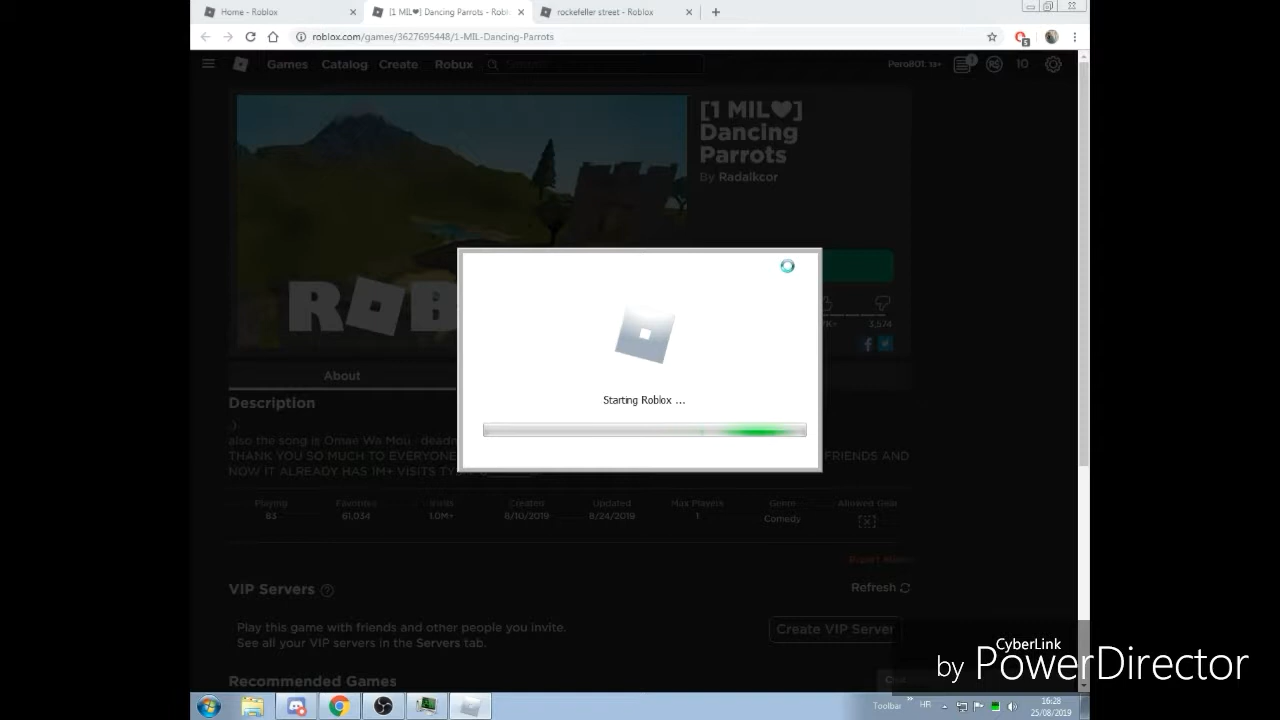 Home - Roblox
[1 MIL♥] Dancing Parrots - Robl
rockefeller street - Roblox
roblox.com/games/3627695448/1-MIL-Dancing-Parrots
Games
Catalog
Create
Robux
10
[1 MIL♥]
Dancing
Parrots
By Radalkcor
ROB
3,574
Starting Roblox ...
About
Description
:)
also the song is Omae Wa Mou - deadm
THANK YOU SO MUCH TO EVERYONE
FRIENDS AND
NOW IT ALREADY HAS 1M+ VISITS
Playing
Favorites
Visits
Created
Updated
Max Players
Genre
Allowed Gear
83
61,034
1.0M+
8/10/2019
8/24/2019
1
Comedy
VIP Servers
Refresh
Play this game with friends and other people you invite.
See all your VIP servers in the Servers tab.
Create VIP Server
Recommended Games
CyberLink
by PowerDirector
Toolbar
HR
16:28
25/08/2019